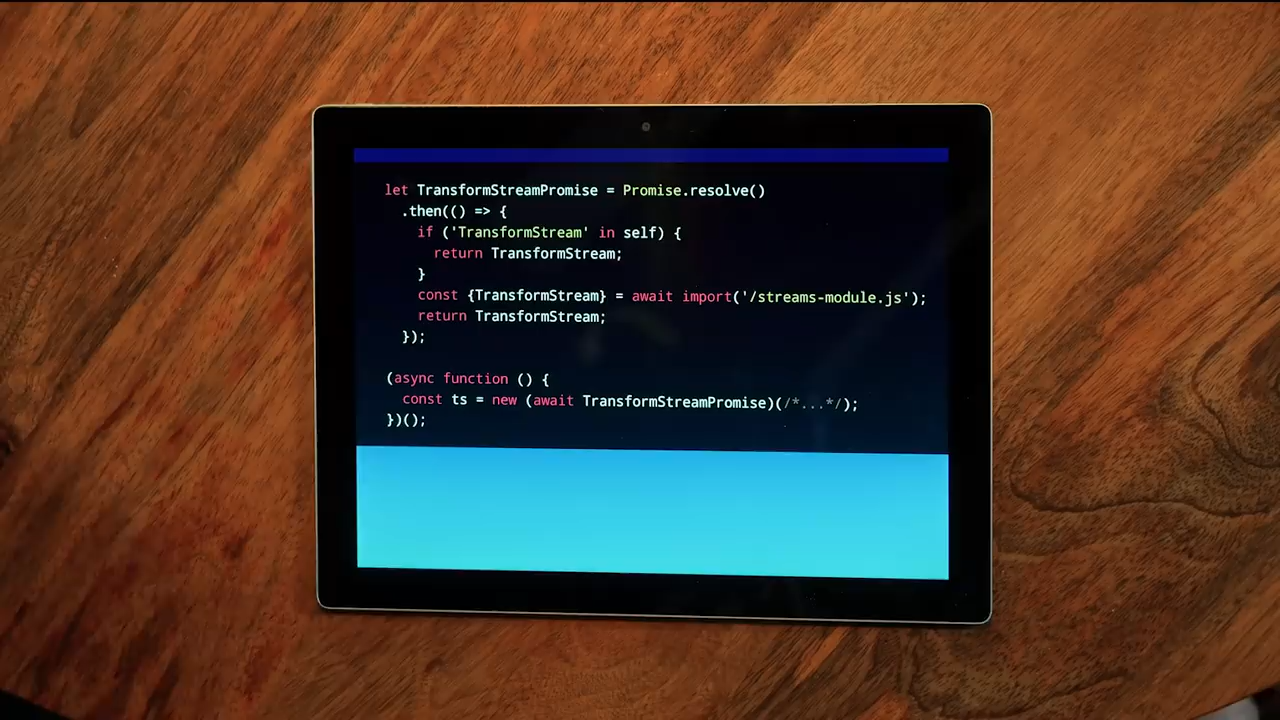 let TransformStreamPromise = Promise.resolve()
  .then(() => {
    if ('TransformStream' in self) {
      return TransformStream;
    }
    const {TransformStream} = await import('/streams-module.js');
    return TransformStream;
  });

(async function () {
  const ts = new (await TransformStreamPromise)(/*...*/);
})();